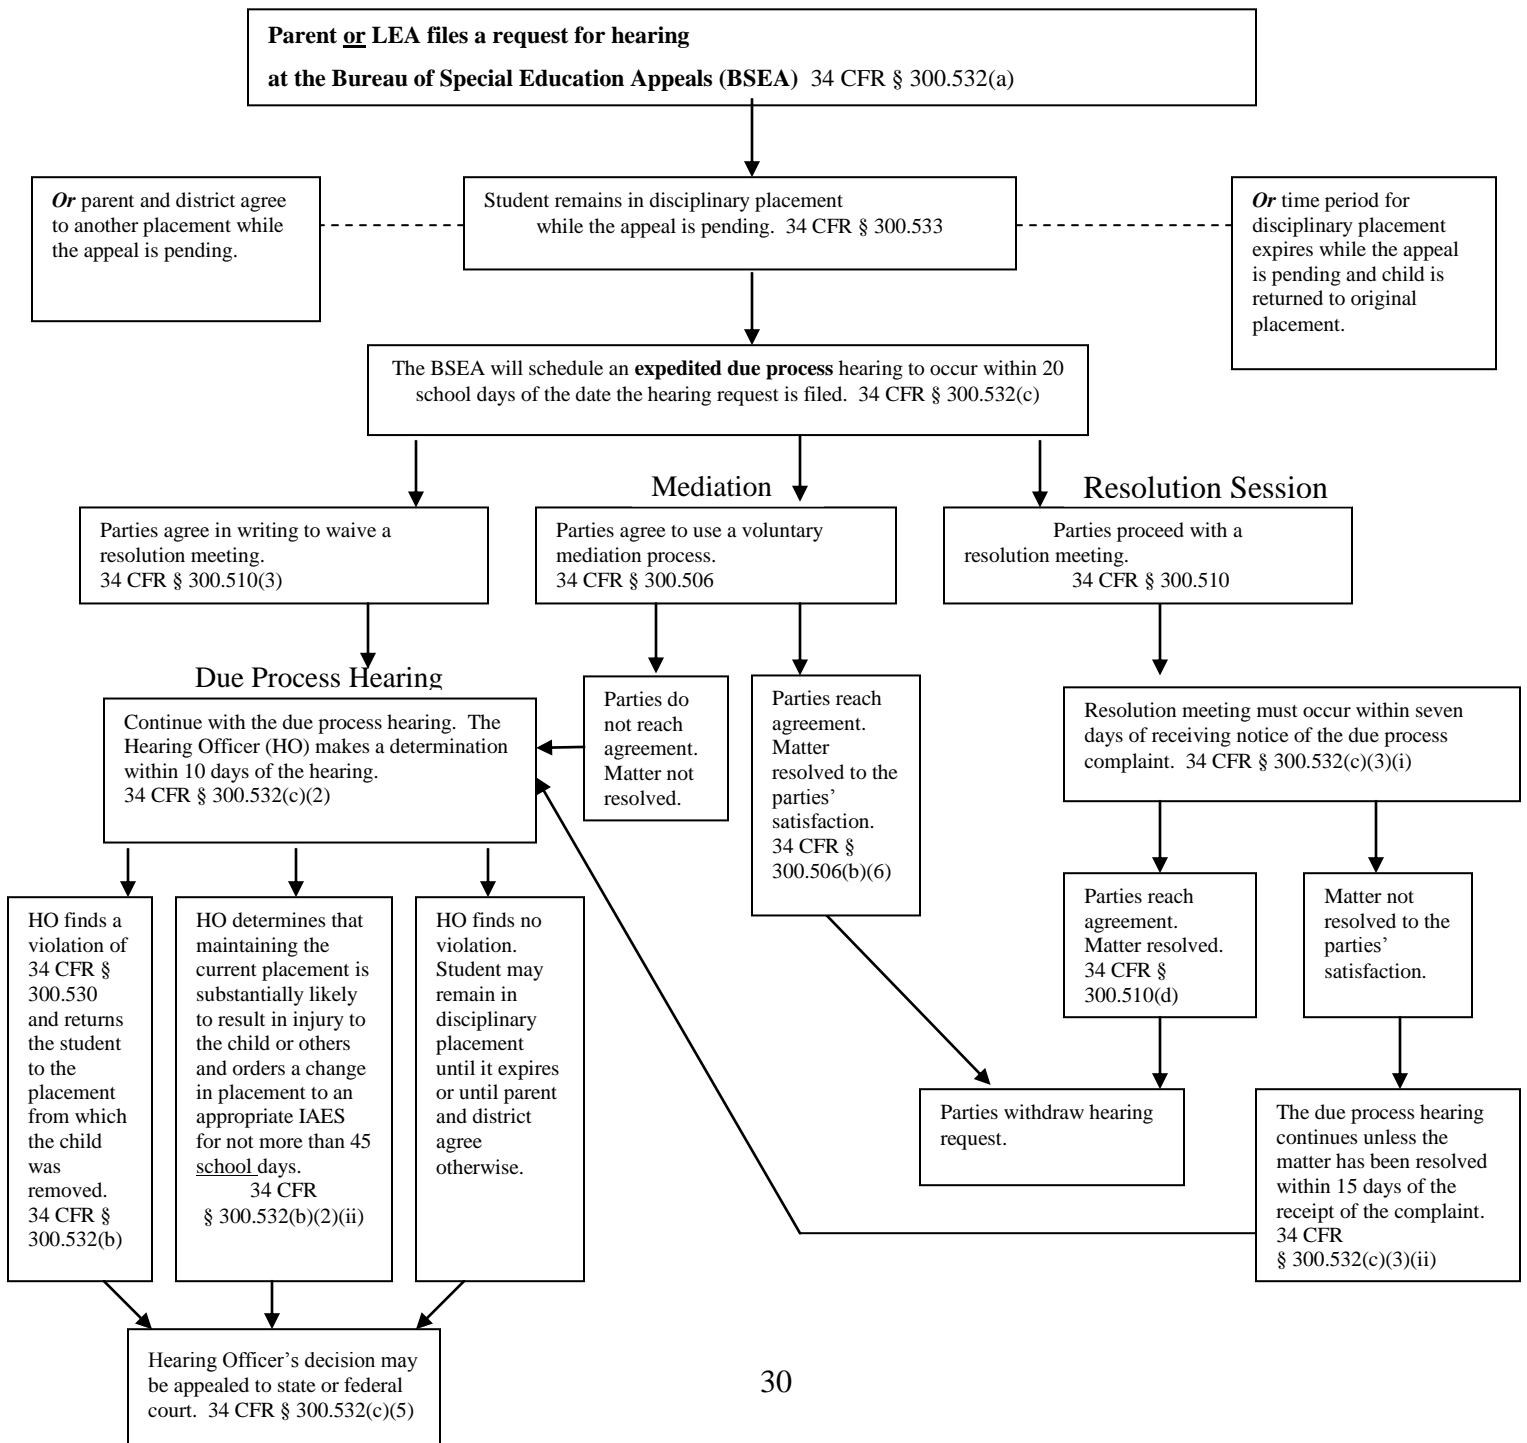 Parent or LEA files a request for hearing
at the Bureau of Special Education Appeals (BSEA) 34 CFR § 300.532(a)
Or parent and district agree
to another placement while
the appeal is pending.
Student remains in disciplinary placement
while the appeal is pending. 34 CFR § 300.533
Or time period for
disciplinary placement
expires while the appeal
is pending and child is
returned to original
placement.
The BSEA will schedule an expedited due process hearing to occur within 20
school days of the date the hearing request is filed. 34 CFR § 300.532(c)
Parties agree in writing to waive a
resolution meeting.
34 CFR § 300.510(3)
Mediation
Parties agree to use a voluntary
mediation process.
34 CFR § 300.506
Resolution Session
Parties proceed with a
resolution meeting.
34 CFR § 300.510
Due Process Hearing
Continue with the due process hearing. The
Hearing Officer (HO) makes a determination
within 10 days of the hearing.
34 CFR § 300.532(c)(2)
Parties do
not reach
agreement.
Matter not
resolved.
Parties reach
agreement.
Matter
resolved to the
parties’
satisfaction.
34 CFR §
300.506(b)(6)
Resolution meeting must occur within seven
days of receiving notice of the due process
complaint. 34 CFR § 300.532(c)(3)(i)
HO finds a
violation of
34 CFR §
300.530
and returns
the student
to the
placement
from which
the child
was
removed.
34 CFR §
300.532(b)
HO determines that
maintaining the
current placement is
substantially likely
to result in injury to
the child or others
and orders a change
in placement to an
appropriate IAES
for not more than 45
school days.
34 CFR
§ 300.532(b)(2)(ii)
HO finds no
violation.
Student may
remain in
disciplinary
placement
until it expires
or until parent
and district
agree
otherwise.
Parties reach
agreement.
Matter resolved.
34 CFR §
300.510(d)
Matter not
resolved to the
parties’
satisfaction.
Parties withdraw hearing
request.
The due process hearing
continues unless the
matter has been resolved
within 15 days of the
receipt of the complaint.
34 CFR
§ 300.532(c)(3)(ii)
Hearing Officer’s decision may
be appealed to state or federal
court. 34 CFR § 300.532(c)(5)
30